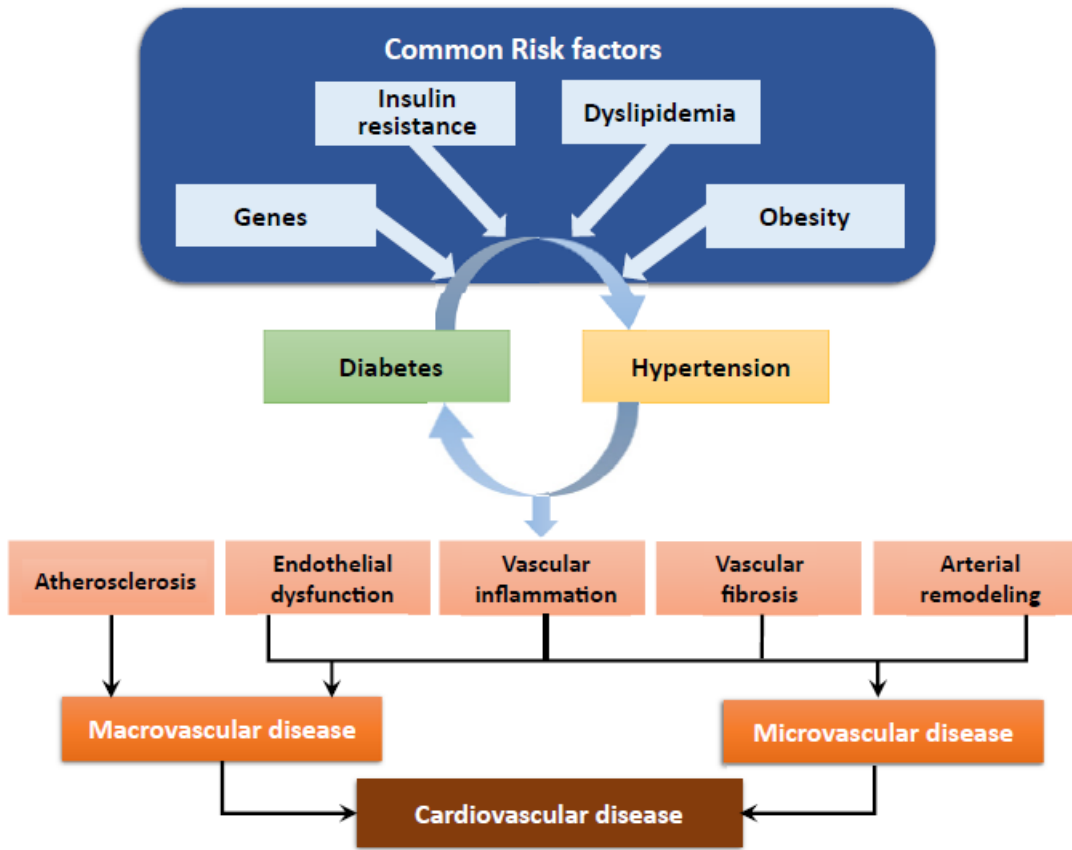 Common Risk factors
Insulin
resistance
Dyslipidemia
Genes
Obesity
Diabetes
Hypertension
Atherosclerosis
Endothelial
dysfunction
Vascular
inflammation
Vascular
fibrosis
Arterial
remodeling
Macrovascular disease
Microvascular disease
Cardiovascular disease